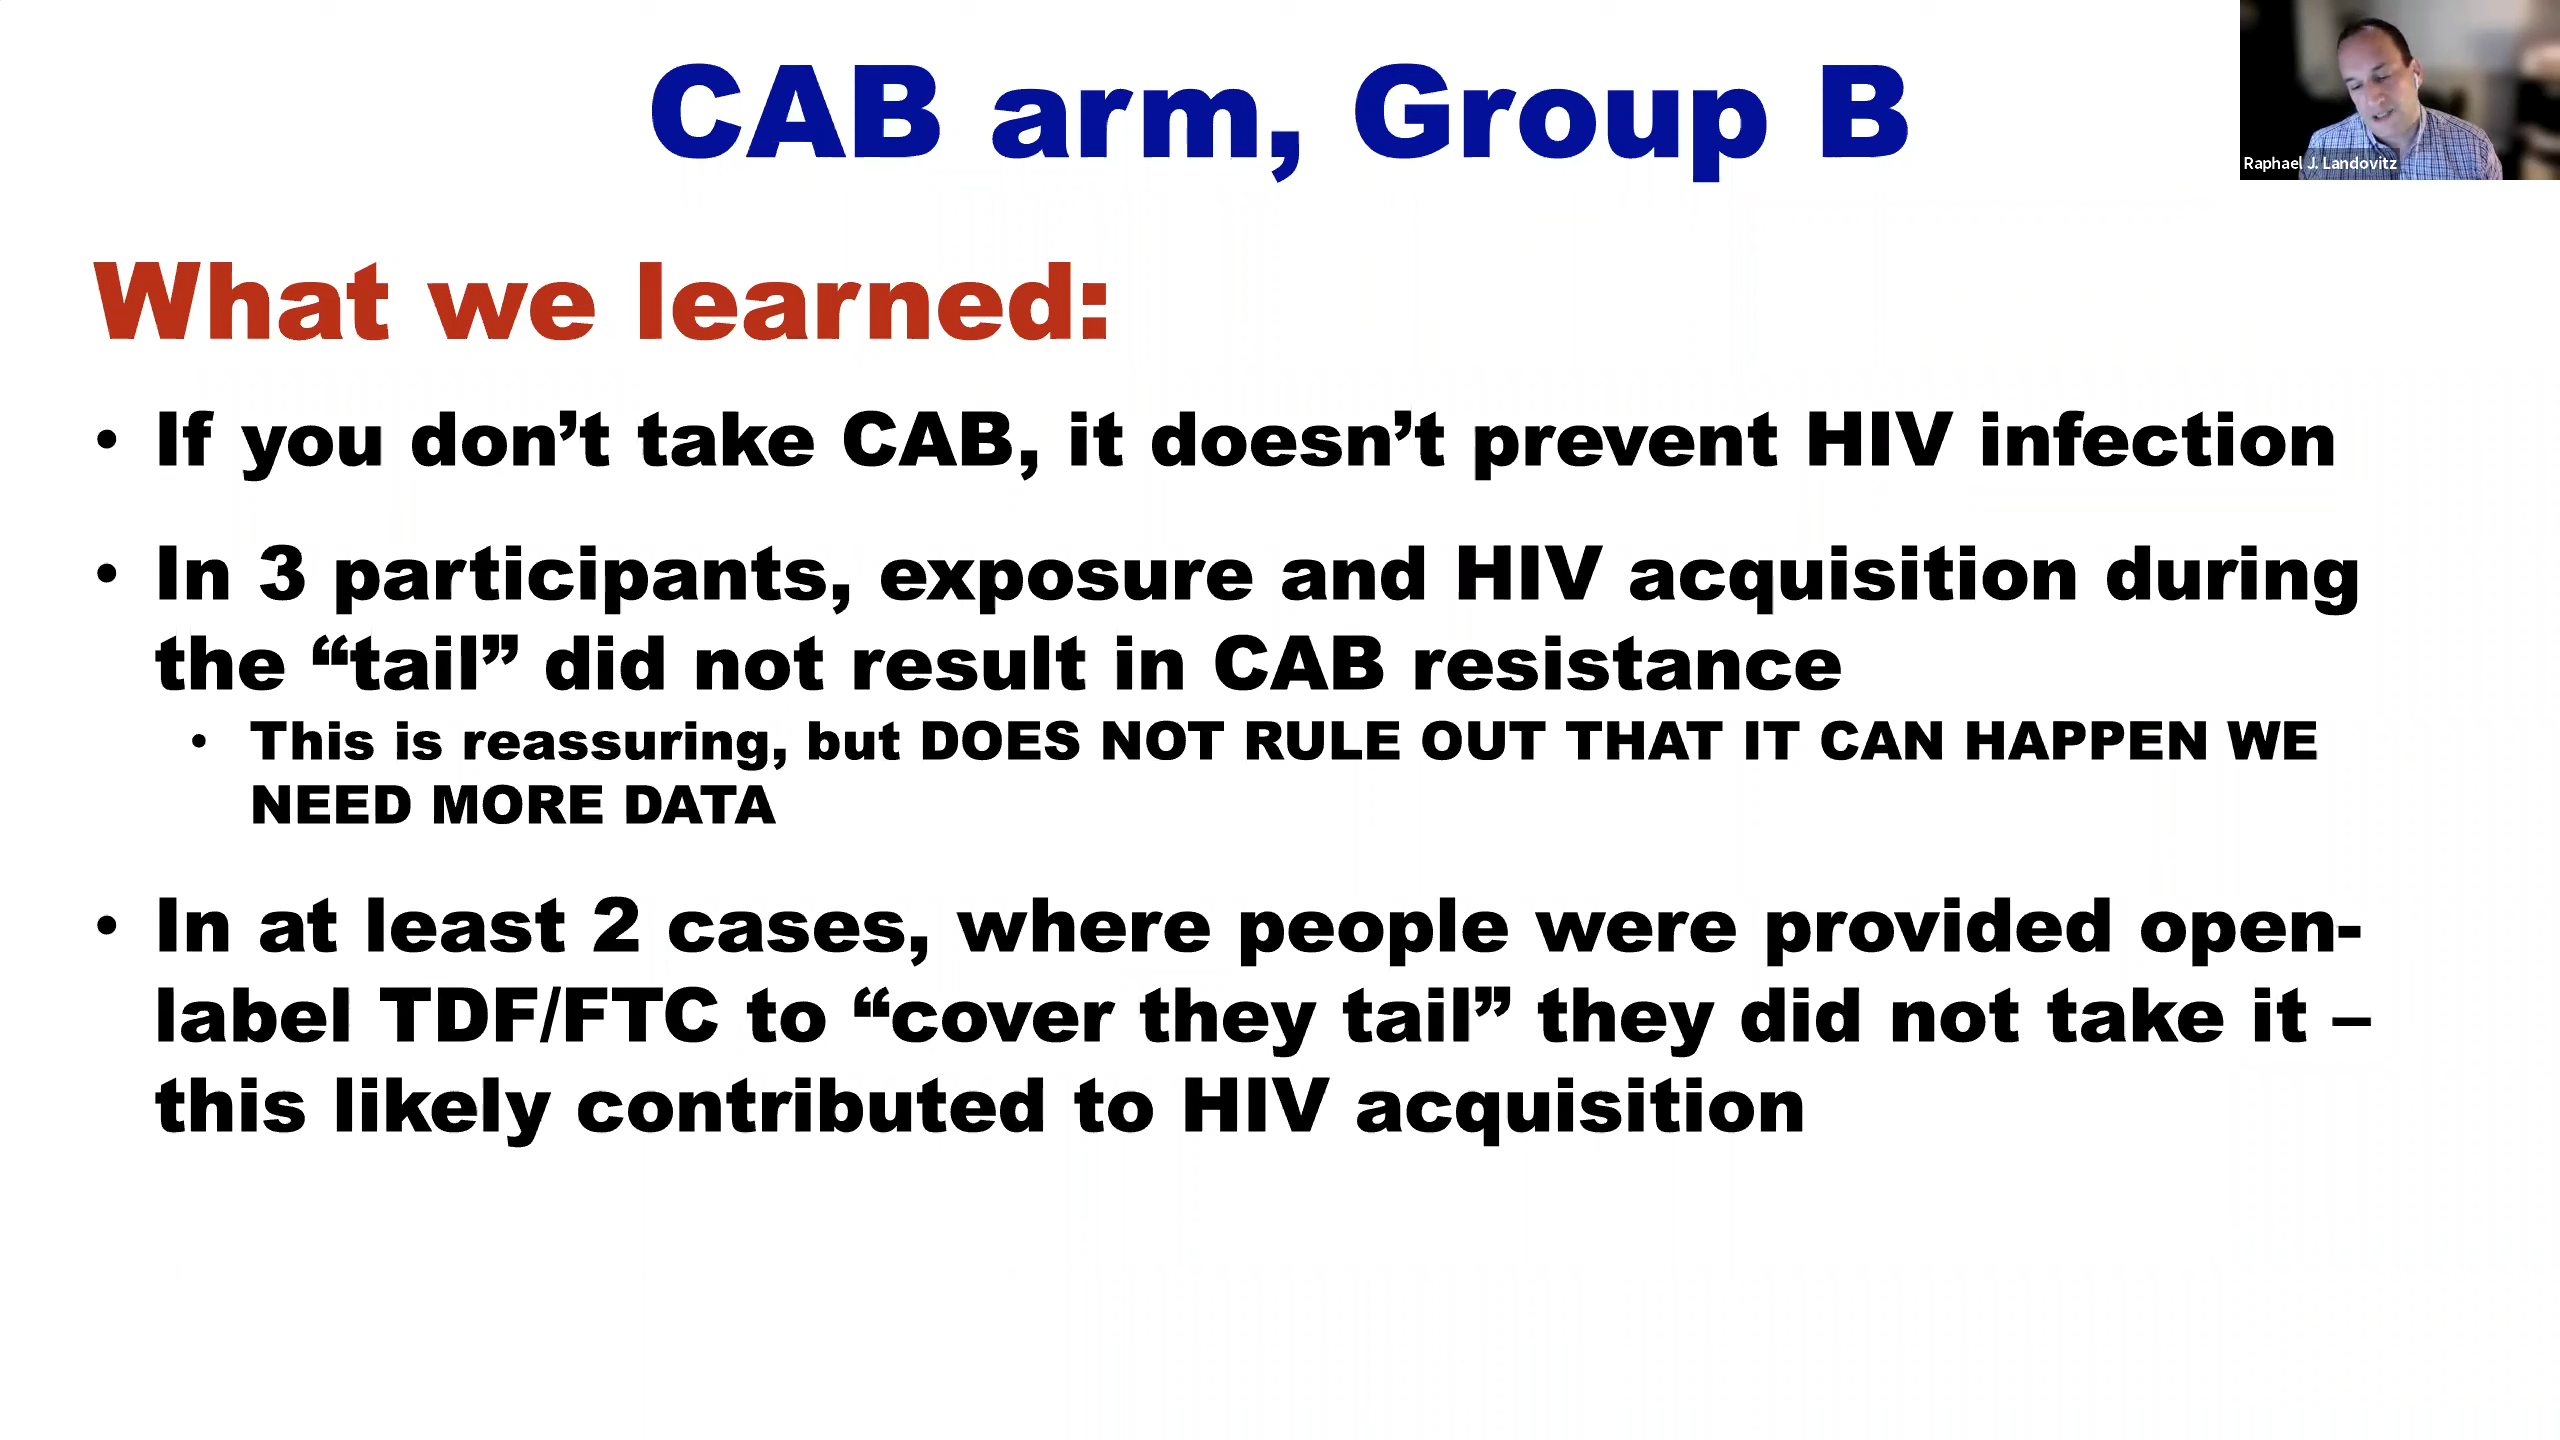 CAB arm, Group B
Raphael J. Landovitz
What we learned:
• If you don’t take CAB, it doesn’t prevent HIV infection
• In 3 participants, exposure and HIV acquisition during
the “tail” did not result in CAB resistance
• This is reassuring, but DOES NOT RULE OUT THAT IT CAN HAPPEN WE
NEED MORE DATA
• In at least 2 cases, where people were provided open-
label TDF/FTC to “cover they tail” they did not take it –
this likely contributed to HIV acquisition